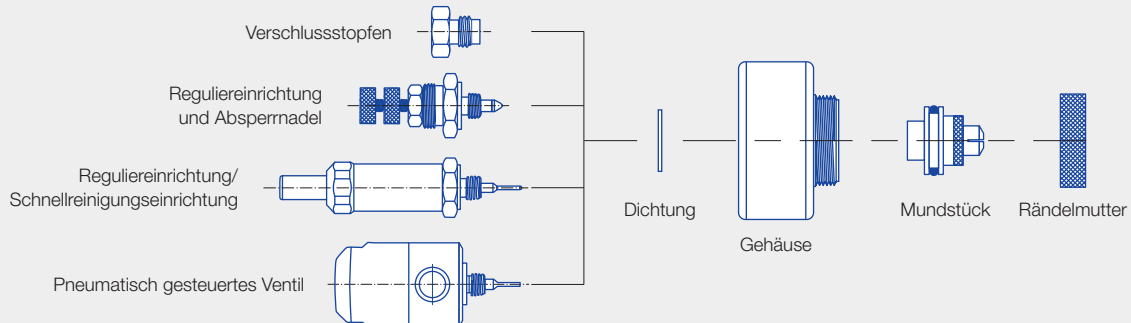 Verschlussstopfen
Reguliereinrichtung
und Absperrnadel
Reguliereinrichtung/
Schnellreinigungseinrichtung
Pneumatisch gesteuertes Ventil
Dichtung
Gehäuse
Mundstück
Rändelmutter